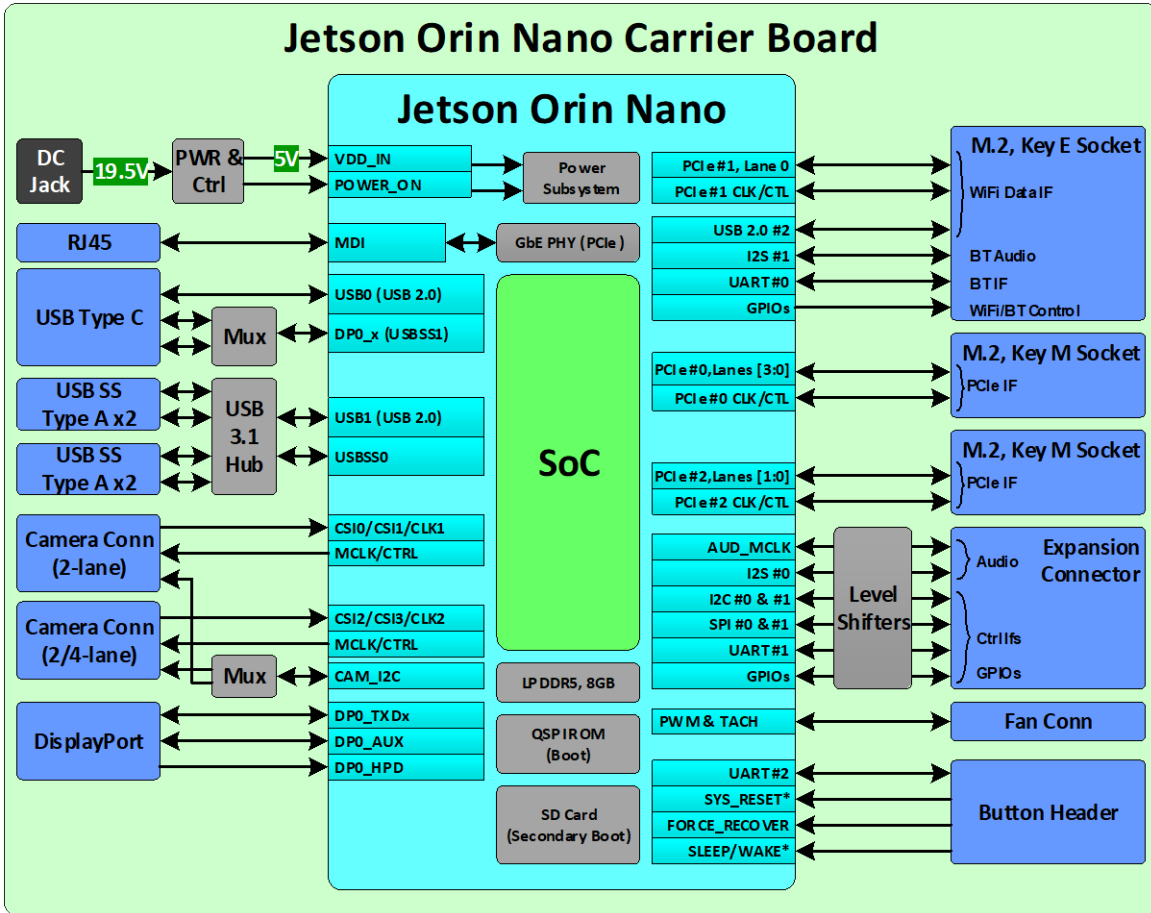 Jetson Orin Nano Carrier Board
Jetson Orin Nano
DC
Jack
19.5V
PWR &
Ctrl
5V
VDD_IN
POWER_ON
Power
Subsystem
RJ45
MDI
GbE PHY (PCIe)
USB Type C
Mux
USB0 (USB 2.0)
DP0_x (USBSS1)
USB SS
Type A x2
USB SS
Type A x2
USB
3.1
Hub
USB1 (USB 2.0)
USBSS0
SoC
Camera Conn
(2-lane)
CSI0/CSI1/CLK1
MCLK/CTRL
Camera Conn
(2/4-lane)
CSI2/CSI3/CLK2
MCLK/CTRL
Mux
CAM_I2C
DisplayPort
DP0_TXDx
DP0_AUX
DP0_HPD
LPDDR5, 8GB
QSPI ROM
(Boot)
SD Card
(Secondary Boot)
PCIe #1, Lane 0
PCIe #1 CLK/CTL
USB 2.0 #2
I2S #1
UART#0
GPIOs
M.2, Key E Socket
WiFi Data IF
BT Audio
BT IF
WiFi/BT Control
PCIe #0,Lanes [3:0]
PCIe #0 CLK/CTL
M.2, Key M Socket
PCIe IF
PCIe #2,Lanes [1:0]
PCIe #2 CLK/CTL
M.2, Key M Socket
PCIe IF
AUD_MCLK
I2S #0
I2C #0 & #1
SPI #0 & #1
UART#1
GPIOs
Level
Shifters
Expansion
Connector
Audio
Ctrl Ifs
GPIOs
PWM & TACH
Fan Conn
UART#2
SYS_RESET*
FORCE_RECOVER
SLEEP/WAKE*
Button Header